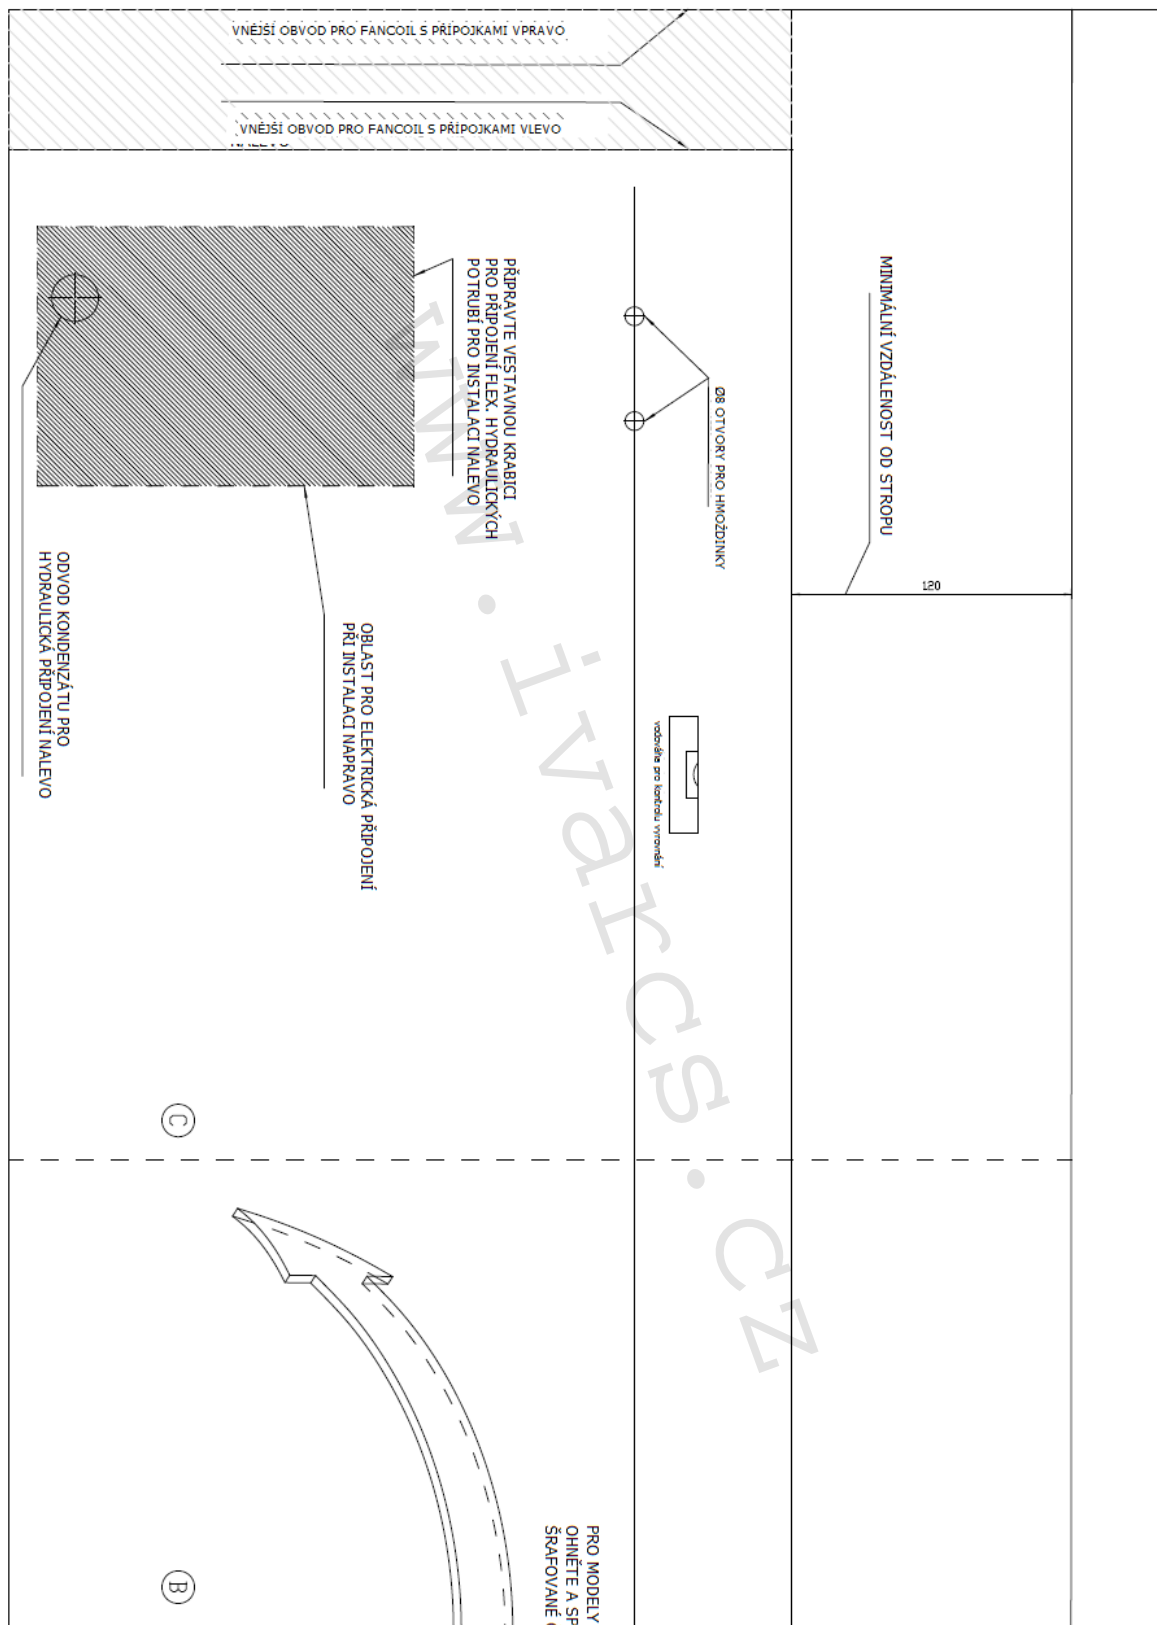 VNĚJŠÍ OBVOD PRO FANCOIL S PŘÍPOJKAMI VPRAVO
VNĚJŠÍ OBVOD PRO FANCOIL S PŘÍPOJKAMI VLEVO
MINIMÁLNÍ VZDÁLENOST OD STROPU
120
Ø8 OTVORY PRO HMOŽDINKY
vodováha pro kontrolu vyrovnání
PŘIPRAVTE VESTAVNOU KRABICI
PRO PŘIPOJENÍ FLEX. HYDRAULICKÝCH
POTRUBÍ PRO INSTALACI NALEVO
OBLAST PRO ELEKTRICKÁ PŘIPOJENÍ
PŘI INSTALACI NAPRAVO
ODVOD KONDENZÁTU PRO
HYDRAULICKÁ PŘIPOJENÍ NALEVO
C
B
PRO MODELY
OHNĚTE A
ŠRAFOVANÉ
www.ivarcs.cz